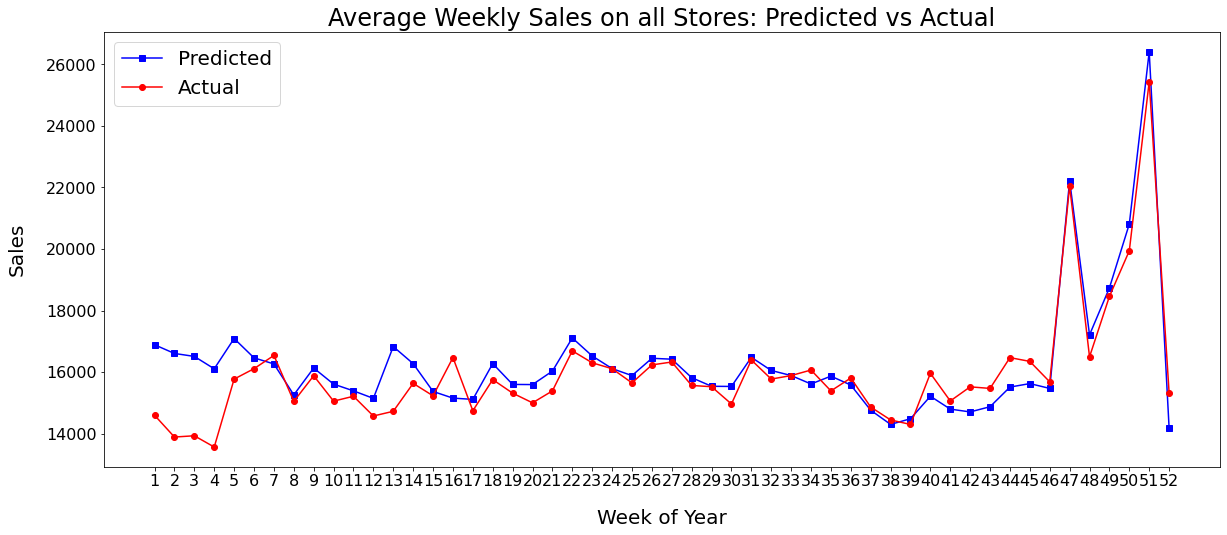 Average Weekly Sales on all Stores: Predicted vs Actual
Predicted
Actual
26000
24000
22000
20000
18000
16000
14000
Sales
1 2 3 4 5 6 7 8 9 10 11 12 13 14 15 16 17 18 19 20 21 22 23 24 25 26 27 28 29 30 31 32 33 34 35 36 37 38 39 40 41 42 43 44 45 46 47 48 49 50 51 52
Week of Year